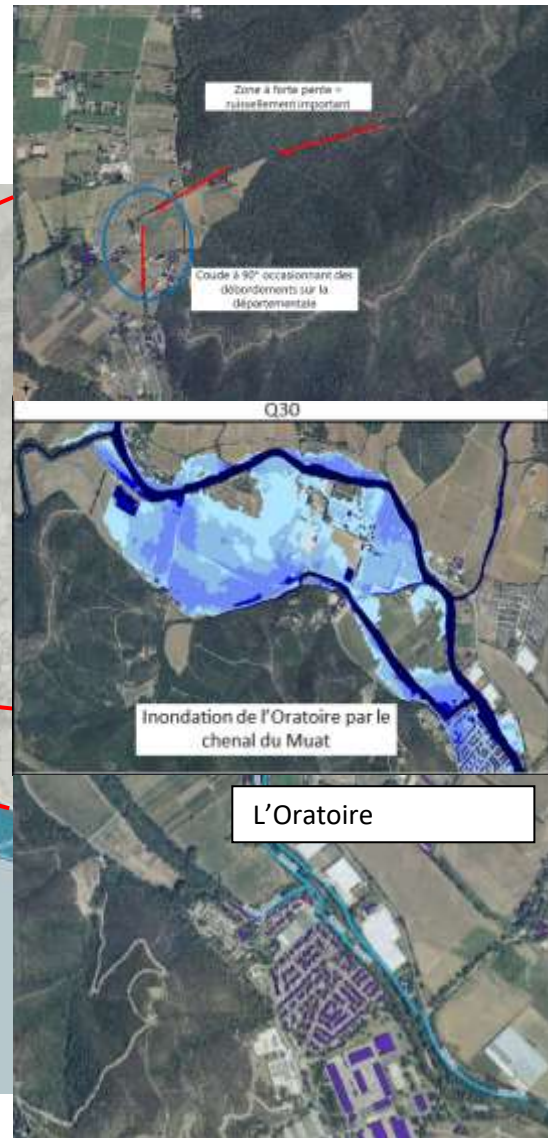 Zone à forte pente =
ruissellement important
Coude à 90° occasionnant des
débordements sur la
départementale
Q30
Inondation de l'Oratoire par le
chenal du Muat
L'Oratoire